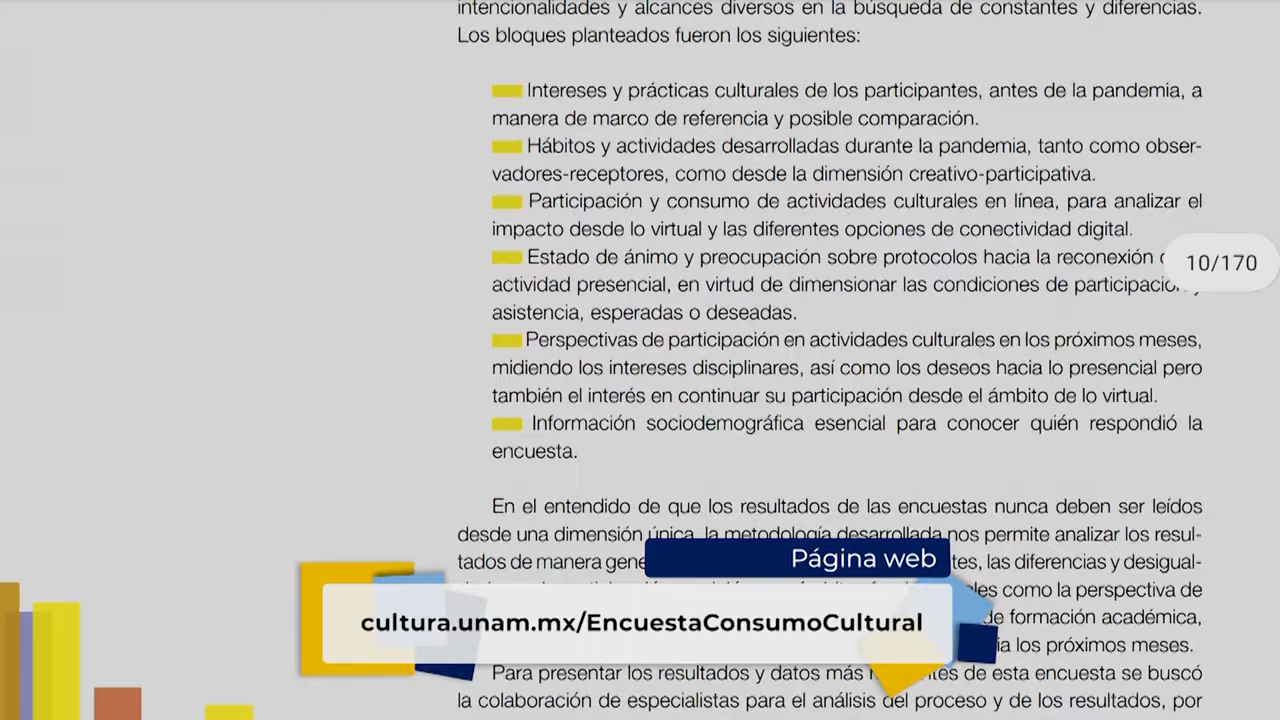 intencionalidades y alcances diversos en la búsqueda de constantes y diferencias.
Los bloques planteados fueron los siguientes:
Intereses y prácticas culturales de los participantes, antes de la pandemia, a
manera de marco de referencia y posible comparación.
Hábitos y actividades desarrolladas durante la pandemia, tanto como obser-
vadores-receptores, como desde la dimensión creativo-participativa.
Participación y consumo de actividades culturales en línea, para analizar el
impacto desde lo virtual y las diferentes opciones de conectividad digital.
Estado de ánimo y preocupación sobre protocolos hacia la reconexión
10/170
actividad presencial, en virtud de dimensionar las condiciones de participación y
asistencia, esperadas o deseadas.
Perspectivas de participación en actividades culturales en los próximos meses,
midiendo los intereses disciplinares, así como los deseos hacia lo presencial pero
también el interés en continuar su participación desde el ámbito de lo virtual.
Información sociodemográfica esencial para conocer quién respondió la
encuesta.
En el entendido de que los resultados de las encuestas nunca deben ser leídos
desde una dimensión única, la metodología desarrollada nos permite analizar los resul-
tados de manera las diferencias y desigual-
Página web
como la perspectiva de
cultura.unam.mx/EncuestaConsumoCultural
de formación académica,
los próximos meses.
Para presentar los resultados y datos más de esta encuesta se buscó
la colaboración de especialistas para el análisis del proceso y de los resultados, por